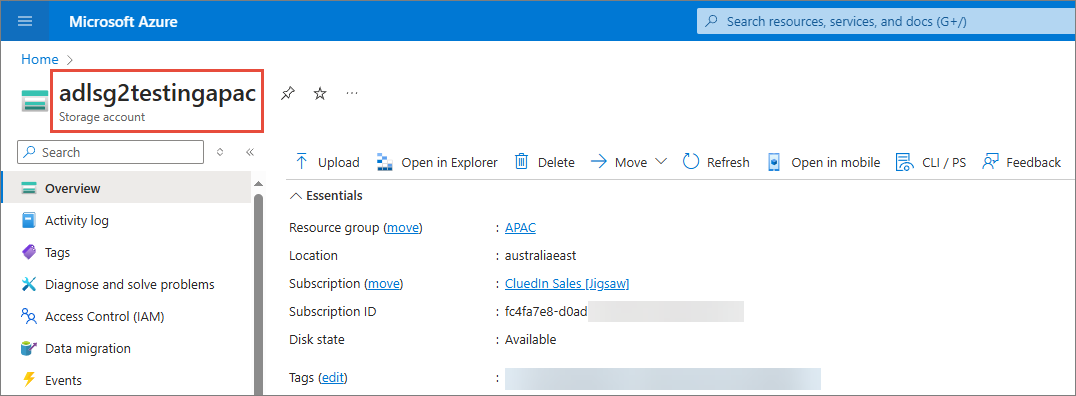 Microsoft Azure
Search resources, services, and docs (G+/)
Home
adlsg2testingapac
Storage account
Search
Upload
Open in Explorer
Delete
Move
Refresh
Open in mobile
CLI / PS
Feedback
Overview
Activity log
Tags
Diagnose and solve problems
Access Control (IAM)
Data migration
Events
Essentials
Resource group (move) : APAC
Location : australiaeast
Subscription (move) : CluedIn Sales [Jigsaw]
Subscription ID : fc4fa7e8-d0ad
Disk state : Available
Tags (edit) :